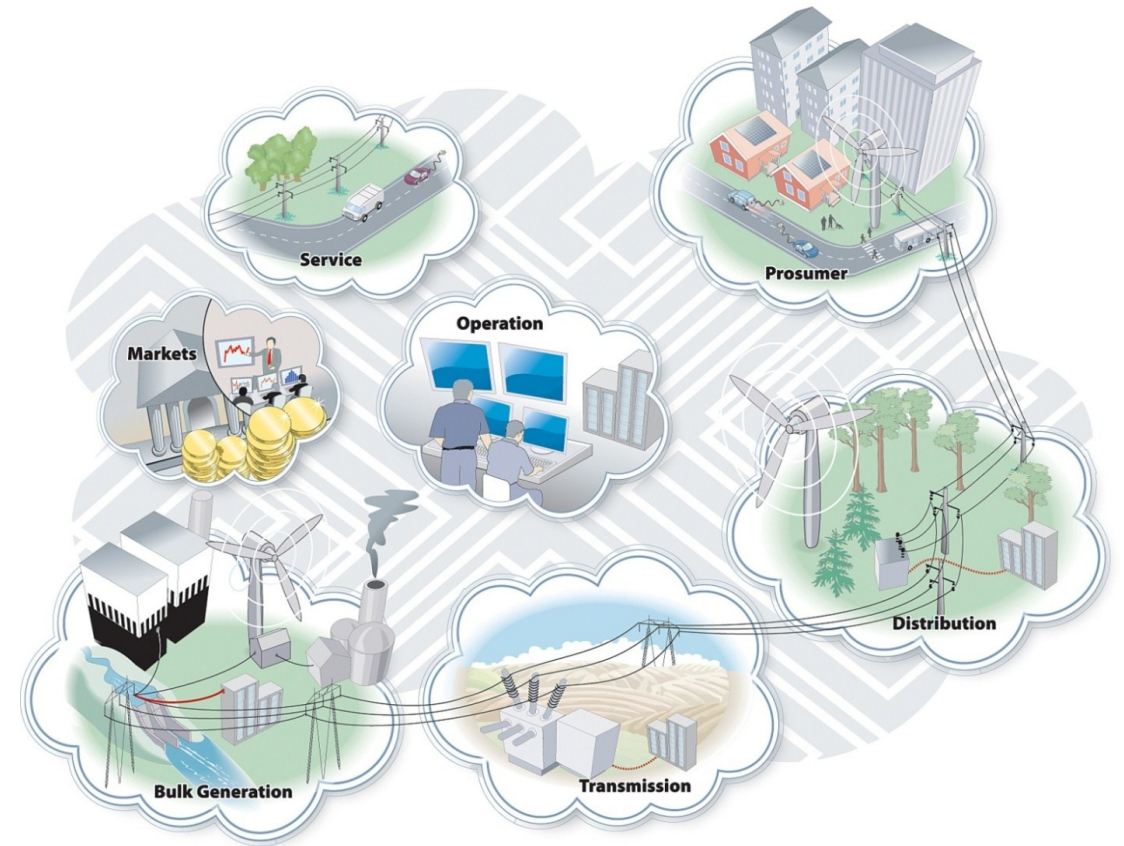 Service
Prosumer
Operation
Markets
Distribution
Transmission
Bulk Generation